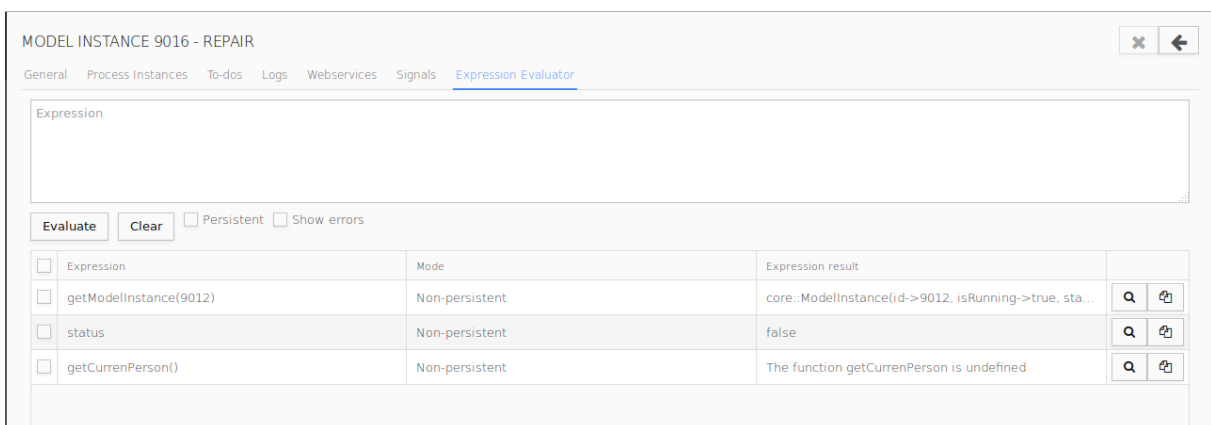 MODEL INSTANCE 9016 - REPAIR
General Process Instances To-dos Logs Webservices Signals Expression Evaluator
Expression
Evaluate Clear Persistent Show errors
Expression Mode Expression result
getModelInstance(9012) Non-persistent core::ModelInstance(id->9012, isRunning->true, sta...
status Non-persistent false
getCurrenPerson() Non-persistent The function getCurrenPerson is undefined